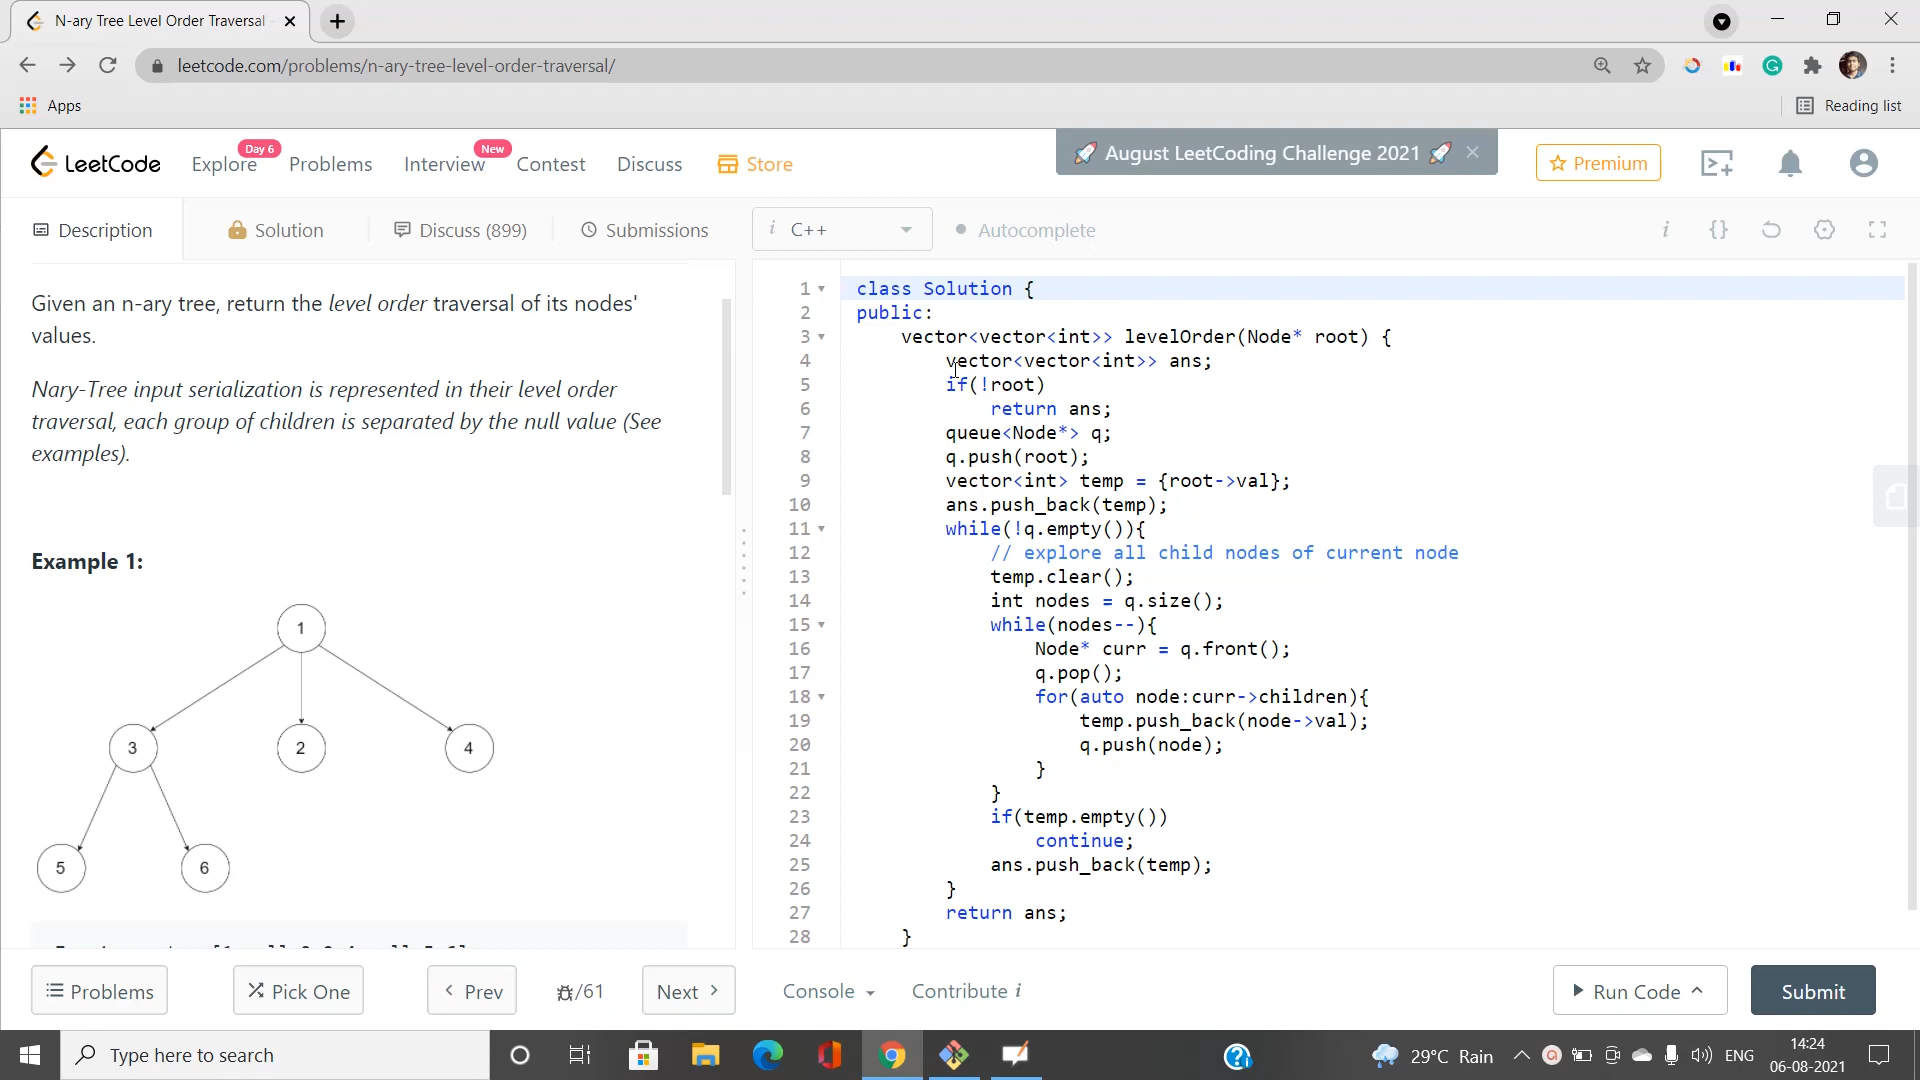 N-ary Tree Level Order Traversal
leetcode.com/problems/n-ary-tree-level-order-traversal/
Apps
Reading list
LeetCode
Explore
Day 6
Problems
Interview
New
Contest
Discuss
Store
🚀 August LeetCoding Challenge 2021 🚀
Premium
Description
Solution
Discuss (899)
Submissions
i C++
Autocomplete
i
{}
Given an n-ary tree, return the level order traversal of its nodes'
values.
Nary-Tree input serialization is represented in their level order
traversal, each group of children is separated by the null value (See
examples).
Example 1:
1
3
2
4
5
6
1 class Solution {
2 public:
3 vector<vector<int>> levelOrder(Node* root) {
4 vector<vector<int>> ans;
5 if(!root)
6 return ans;
7 queue<Node*> q;
8 q.push(root);
9 vector<int> temp = {root->val};
10 ans.push_back(temp);
11 while(!q.empty()){
12 // explore all child nodes of current node
13 temp.clear();
14 int nodes = q.size();
15 while(nodes--){
16 Node* curr = q.front();
17 q.pop();
18 for(auto node:curr->children){
19 temp.push_back(node->val);
20 q.push(node);
21 }
22 }
23 if(temp.empty())
24 continue;
25 ans.push_back(temp);
26 }
27 return ans;
28 }
Problems
Pick One
Prev
/61
Next
Console
Contribute i
Run Code
Submit
Type here to search
29°C Rain
ENG
14:24
06-08-2021